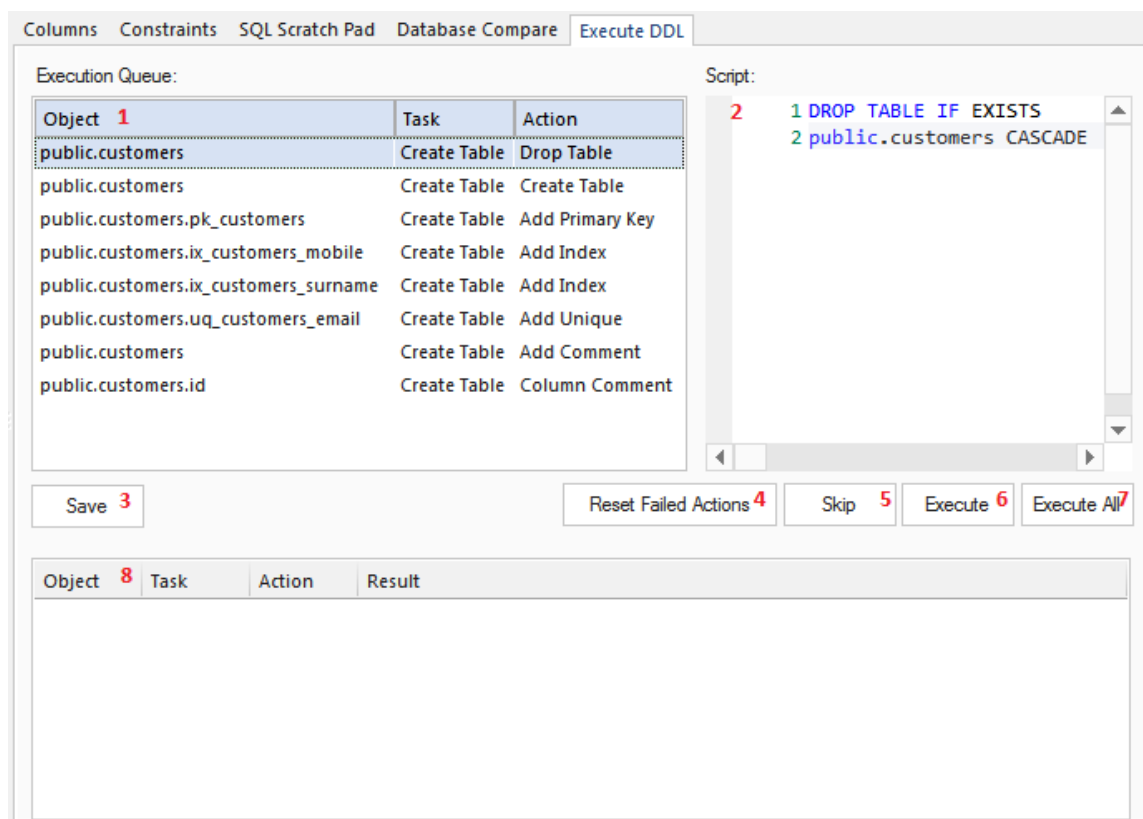 Columns Constraints SQL Scratch Pad Database Compare Execute DDL
Execution Queue:
Script:
Object 1 Task Action
public.customers Create Table Drop Table
public.customers Create Table Create Table
public.customers.pk_customers Create Table Add Primary Key
public.customers.ix_customers_mobile Create Table Add Index
public.customers.ix_customers_surname Create Table Add Index
public.customers.uq_customers_email Create Table Add Unique
public.customers Create Table Add Comment
public.customers.id Create Table Column Comment
2 1 DROP TABLE IF EXISTS
2 public.customers CASCADE
Save 3 Reset Failed Actions 4 Skip 5 Execute 6 Execute All 7
Object 8 Task Action Result